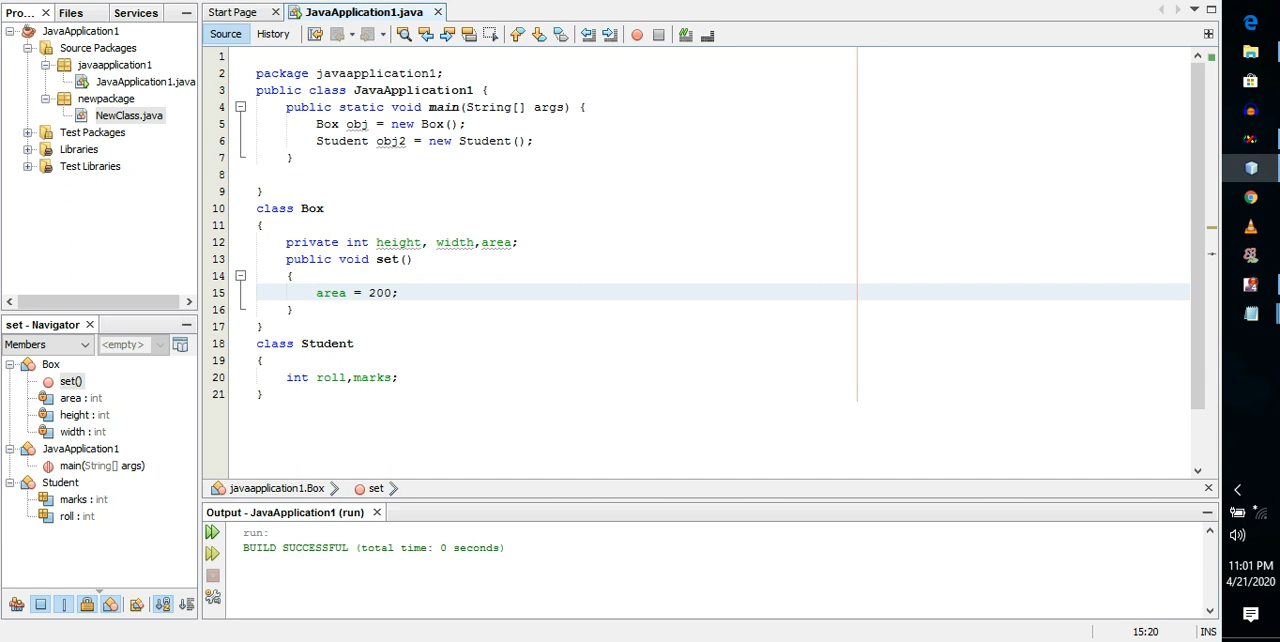 Pro... Files Services
JavaApplication1
Source Packages
javaapplication1
JavaApplication1.java
newpackage
NewClass.java
Test Packages
Libraries
Test Libraries
set - Navigator
Members <empty>
Box
set()
area : int
height : int
width : int
JavaApplication1
main(String[] args)
Student
marks : int
roll : int
Start Page JavaApplication1.java
Source History
1
2 package javaapplication1;
3 public class JavaApplication1 {
4 public static void main(String[] args) {
5 Box obj = new Box();
6 Student obj2 = new Student();
7 }
8
9 }
10 class Box
11 {
12 private int height, width,area;
13 public void set()
14 {
15 area = 200;
16 }
17 }
18 class Student
19 {
20 int roll,marks;
21 }
javaapplication1.Box set
Output - JavaApplication1 (run)
run:
BUILD SUCCESSFUL (total time: 0 seconds)
15:20 INS
11:01 PM
4/21/2020